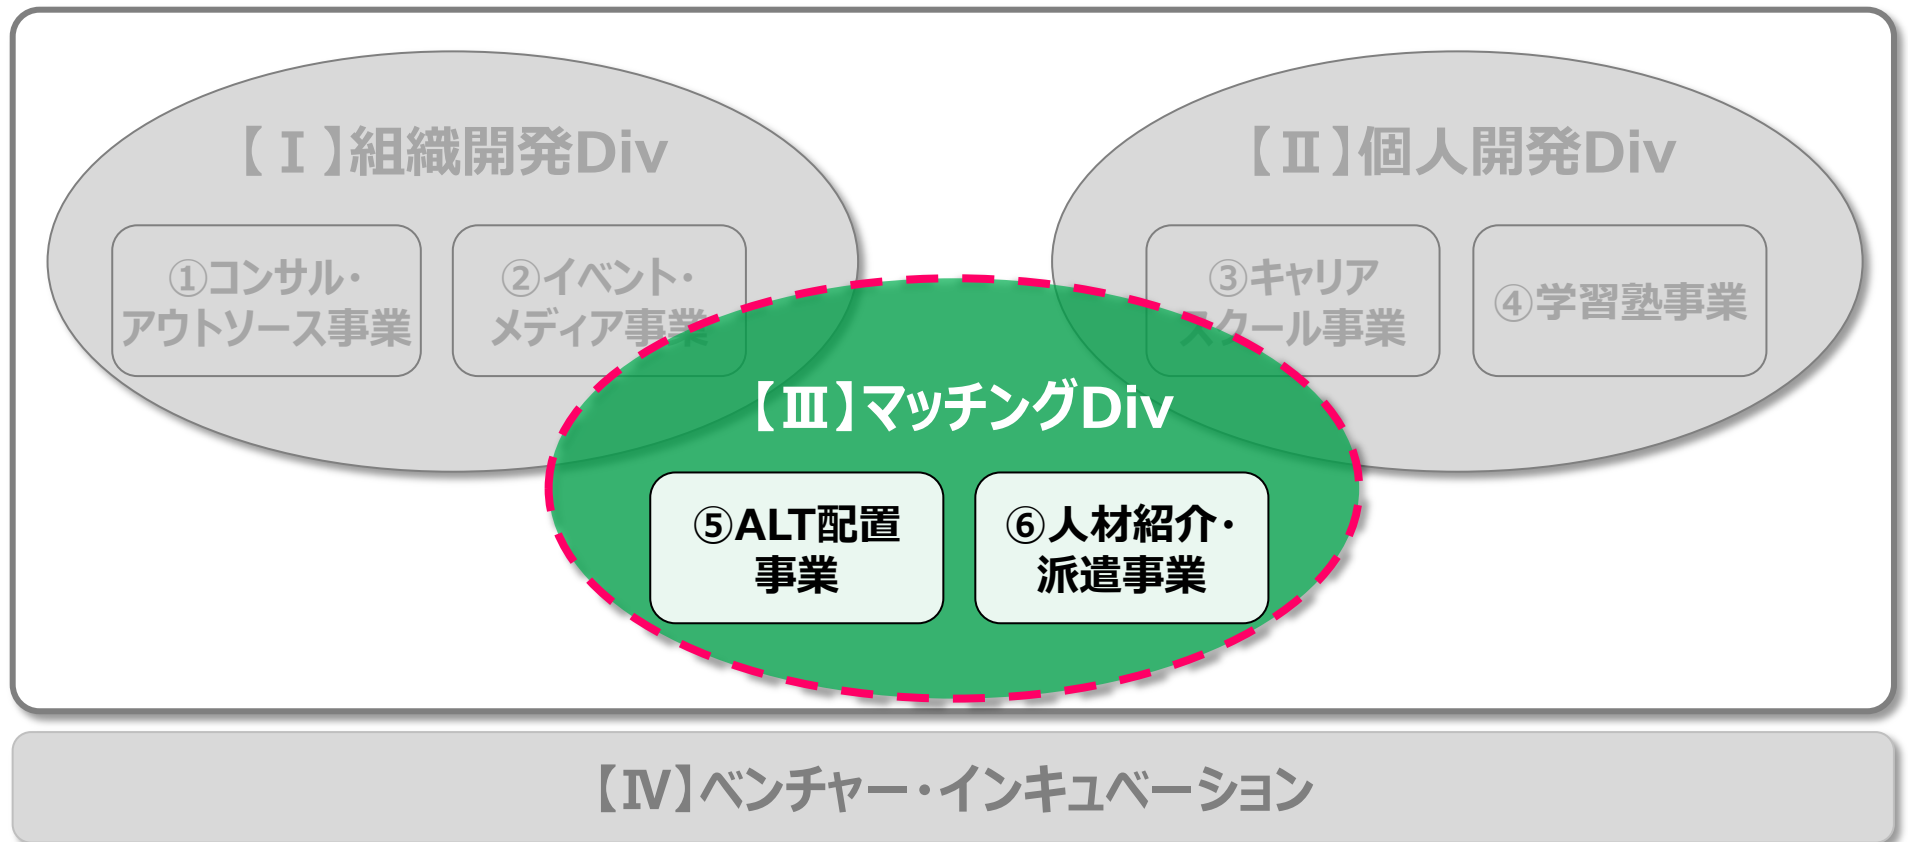 【Ⅰ】組織開発Div
①コンサル・
アウトソース事業
②イベント・
メディア事業
【Ⅱ】個人開発Div
③キャリア
スクール事業
④学習塾事業
【Ⅲ】マッチングDiv
⑤ALT配置
事業
⑥人材紹介・
派遣事業
【Ⅳ】ベンチャー・インキュベーション